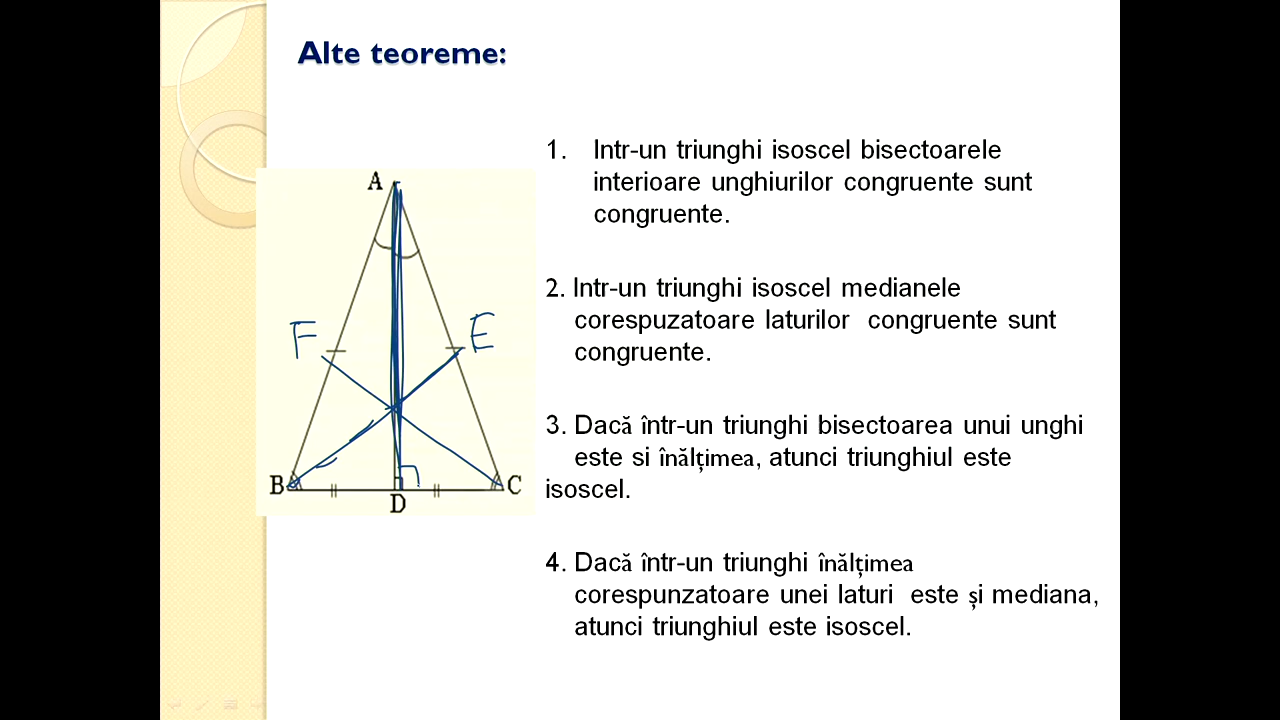 Alte teoreme:
1. Intr-un triunghi isoscel bisectoarele
interioare unghiurilor congruente sunt
congruente.
A
2. Intr-un triunghi isoscel medianele
corespuzatoare laturilor congruente sunt
congruente.
F
E
3. Dacă într-un triunghi bisectoarea unui unghi
este si înălțimea, atunci triunghiul este
isoscel.
B
C
D
4. Dacă într-un triunghi înălțimea
corespunzatoare unei laturi este și mediana,
atunci triunghiul este isoscel.